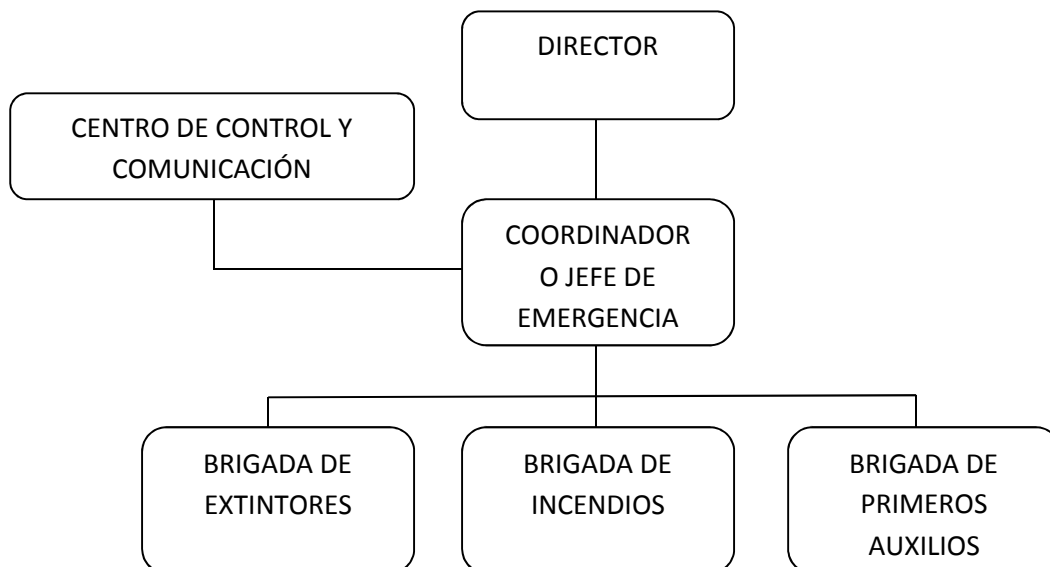 DIRECTOR
CENTRO DE CONTROL Y
COMUNICACIÓN
COORDINADOR
O JEFE DE
EMERGENCIA
BRIGADA DE
EXTINTORES
BRIGADA DE
INCENDIOS
BRIGADA DE
PRIMEROS
AUXILIOS